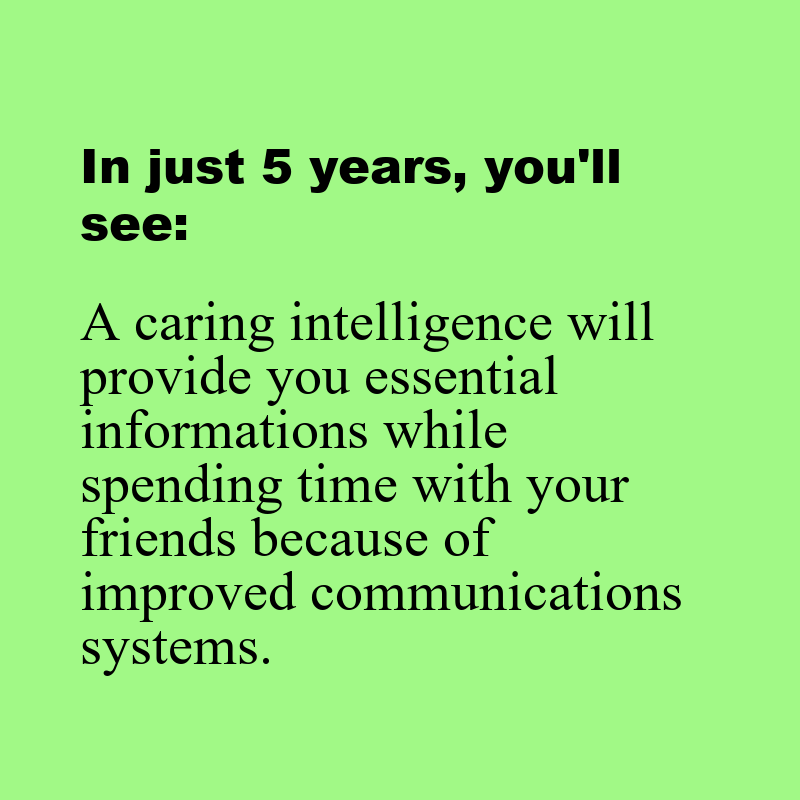 In just 5 years, you'll
see:
A caring intelligence will
provide you essential
informations while
spending time with your
friends because of
improved communications
systems.